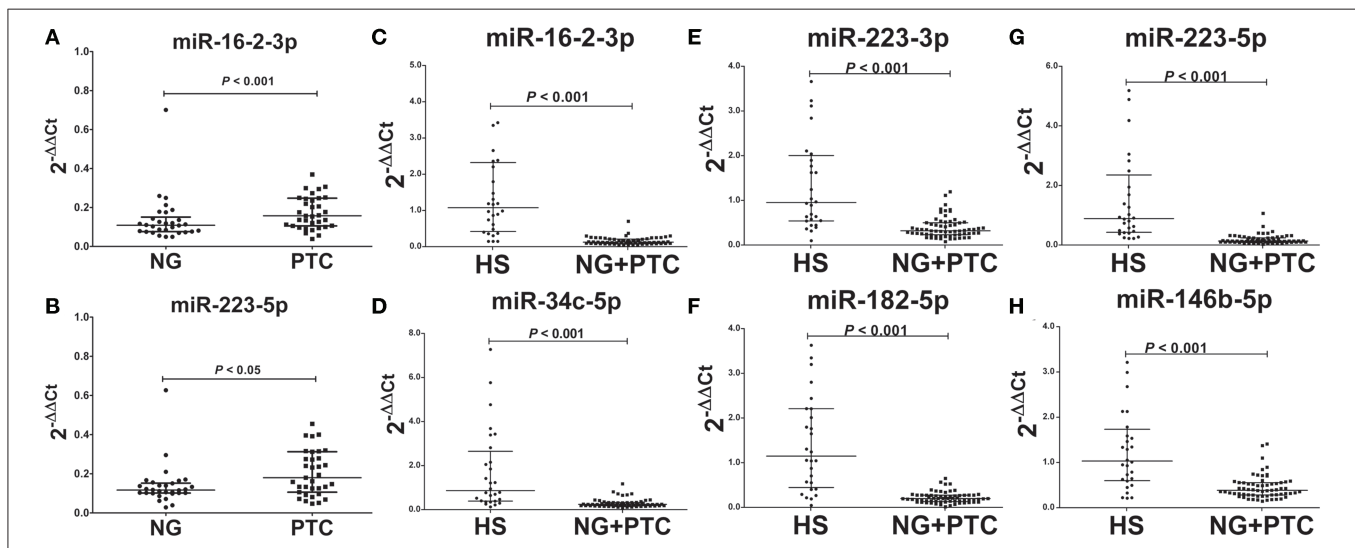 A
miR-16-2-3p
1.0
0.8
0.6
0.4
0.2
0.0
2-ΔΔCt
P < 0.001
NG PTC
B
miR-223-5p
1.0
0.8
0.6
0.4
0.2
0.0
2-ΔΔCt
P < 0.05
NG PTC
C
miR-16-2-3p
5.0
4.0
3.0
2.0
1.0
0.0
2-ΔΔCt
P < 0.001
HS NG+PTC
D
miR-34c-5p
8.0
6.0
4.0
2.0
0.0
2-ΔΔCt
P < 0.001
HS NG+PTC
E
miR-223-3p
4.0
3.0
2.0
1.0
0.0
2-ΔΔCt
P < 0.001
HS NG+PTC
F
miR-182-5p
4.0
3.0
2.0
1.0
0.0
2-ΔΔCt
P < 0.001
HS NG+PTC
G
miR-223-5p
6.0
4.0
2.0
0.0
2-ΔΔCt
P < 0.001
HS NG+PTC
H
miR-146b-5p
4.0
3.0
2.0
1.0
0.0
2-ΔΔCt
P < 0.001
HS NG+PTC